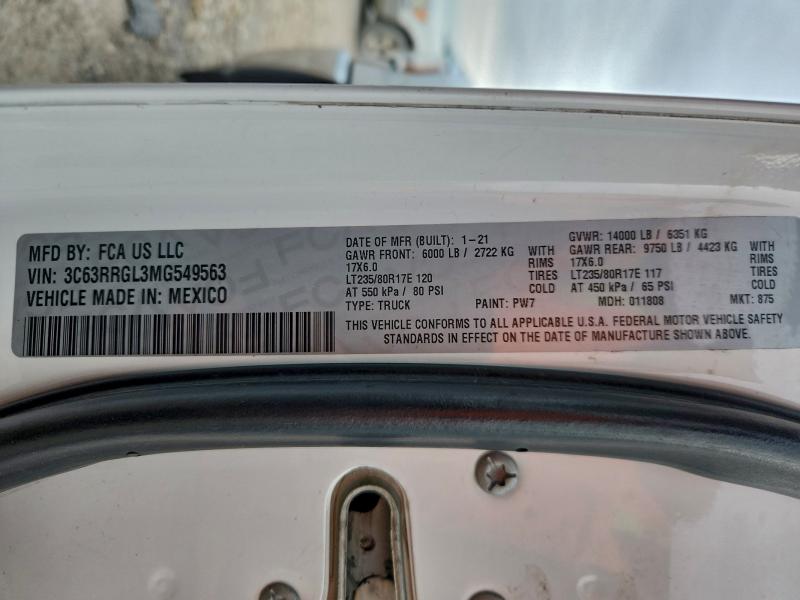 MFD BY: FCA US LLC
VIN: 3C63RRGL3MG549563
VEHICLE MADE IN: MEXICO
DATE OF MFR (BUILT): 1-21
GAWR FRONT: 6000 LB / 2722 KG WITH
17X6.0 RIMS
LT235/80R17E 120 TIRES
AT 550 kPa / 80 PSI COLD
TYPE: TRUCK PAINT: PW7
GVWR: 14000 LB / 6351 KG
GAWR REAR: 9750 LB / 4423 KG WITH
17X6.0 RIMS
LT235/80R17E 117 TIRES
AT 450 kPa / 65 PSI COLD
MDH: 011808 MKT: 875
THIS VEHICLE CONFORMS TO ALL APPLICABLE U.S.A. FEDERAL MOTOR VEHICLE SAFETY
STANDARDS IN EFFECT ON THE DATE OF MANUFACTURE SHOWN ABOVE.